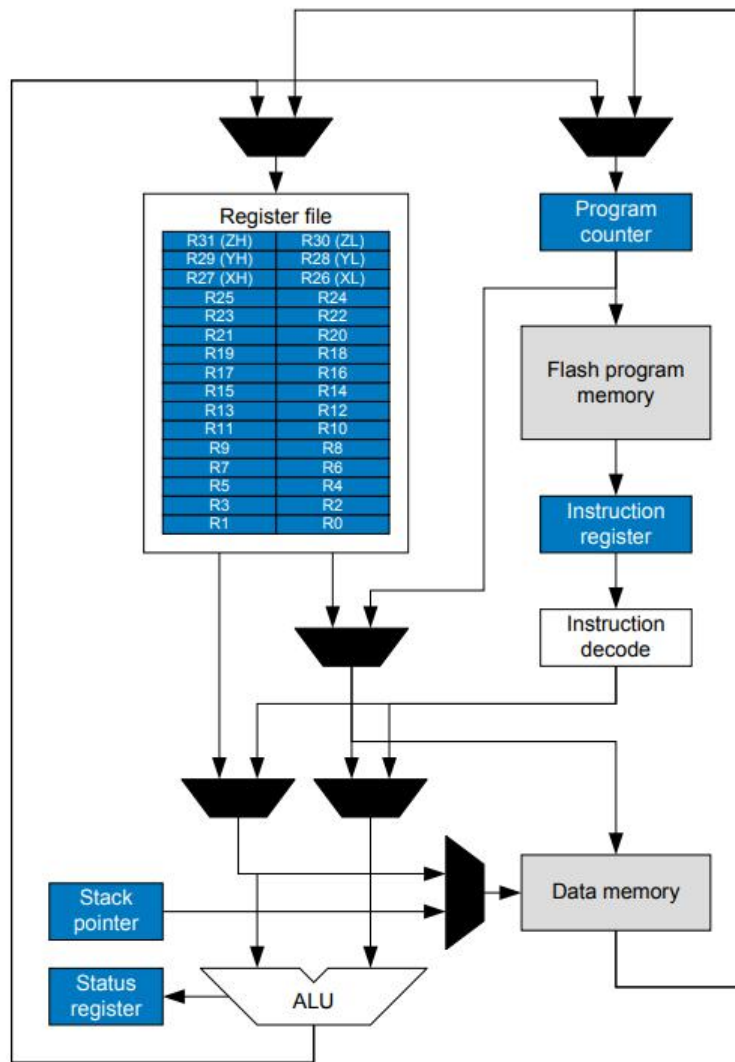 Register file
R31 (ZH) R30 (ZL)
R29 (YH) R28 (YL)
R27 (XH) R26 (XL)
R25 R24
R23 R22
R21 R20
R19 R18
R17 R16
R15 R14
R13 R12
R11 R10
R9 R8
R7 R6
R5 R4
R3 R2
R1 R0
Program
counter
Flash program
memory
Instruction
register
Instruction
decode
Data memory
Stack
pointer
Status
register
ALU